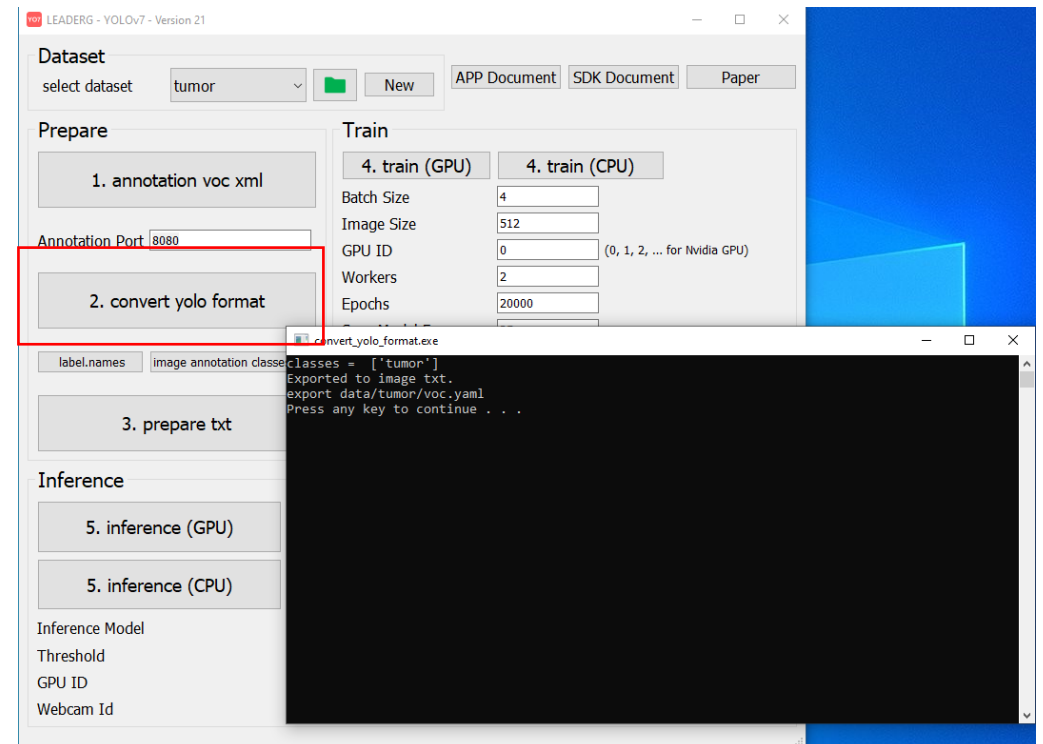 YO7 LEADERG - YOLOv7 - Version 21
Dataset
select dataset tumor New APP Document SDK Document Paper
Prepare
1. annotation voc xml
Annotation Port 8080
2. convert yolo format
label.names image annotation classe
3. prepare txt
Train
4. train (GPU) 4. train (CPU)
Batch Size 4
Image Size 512
GPU ID 0 (0, 1, 2, ... for Nvidia GPU)
Workers 2
Epochs 20000
Inference
5. inference (GPU)
5. inference (CPU)
Inference Model
Threshold
GPU ID
Webcam Id
convert_yolo_format.exe
classes = ['tumor']
Exported to image txt.
export data/tumor/voc.yaml
Press any key to continue . . .